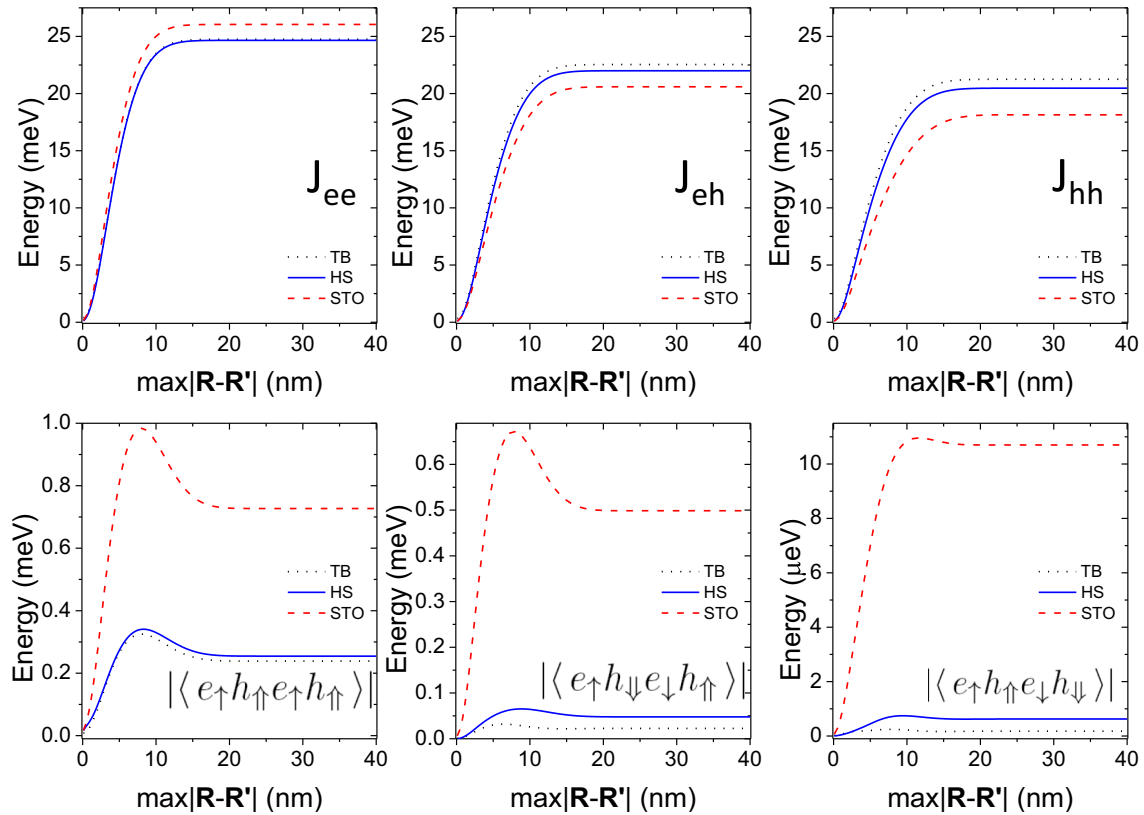 Energy (meV)
25
20
15
10
5
0
J_ee
TB
HS
STO
0 10 20 30 40
max|R-R'| (nm)
Energy (meV)
25
20
15
10
5
0
J_eh
TB
HS
STO
0 10 20 30 40
max|R-R'| (nm)
Energy (meV)
25
20
15
10
5
0
J_hh
TB
HS
STO
0 10 20 30 40
max|R-R'| (nm)
Energy (meV)
1.0
0.8
0.6
0.4
0.2
0.0
TB
HS
STO
|⟨ e↑h⇑e↑h⇑ ⟩|
0 10 20 30 40
max|R-R'| (nm)
Energy (meV)
0.6
0.5
0.4
0.3
0.2
0.1
0.0
TB
HS
STO
|⟨ e↑h⇓e↓h⇑ ⟩|
0 10 20 30 40
max|R-R'| (nm)
Energy (μeV)
10
8
6
4
2
0
TB
HS
STO
|⟨ e↑h⇑e↓h⇓ ⟩|
0 10 20 30 40
max|R-R'| (nm)